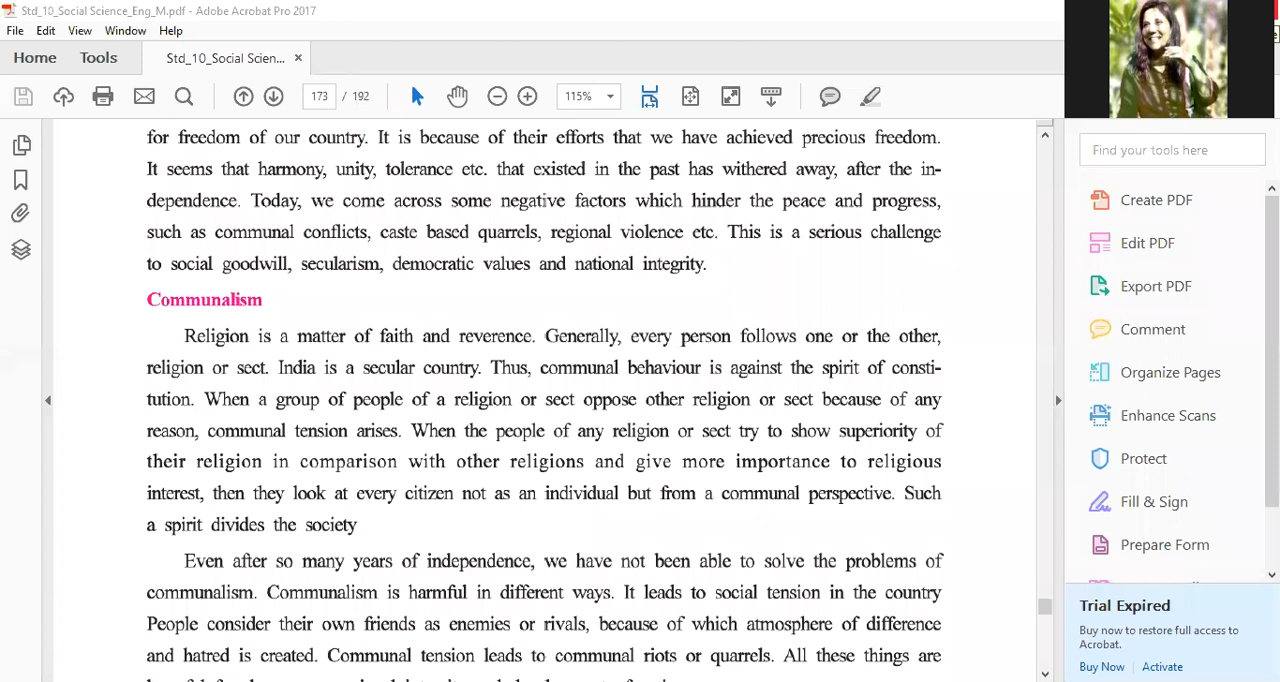 Std_10_Social Science_Eng_M.pdf - Adobe Acrobat Pro 2017
File Edit View Window Help
Home Tools Std_10_Social Scien... ×
173 / 192 115%
for freedom of our country. It is because of their efforts that we have achieved precious freedom.
It seems that harmony, unity, tolerance etc. that existed in the past has withered away, after the in-
dependence. Today, we come across some negative factors which hinder the peace and progress,
such as communal conflicts, caste based quarrels, regional violence etc. This is a serious challenge
to social goodwill, secularism, democratic values and national integrity.
Communalism
Religion is a matter of faith and reverence. Generally, every person follows one or the other,
religion or sect. India is a secular country. Thus, communal behaviour is against the spirit of consti-
tution. When a group of people of a religion or sect oppose other religion or sect because of any
reason, communal tension arises. When the people of any religion or sect try to show superiority of
their religion in comparison with other religions and give more importance to religious
interest, then they look at every citizen not as an individual but from a communal perspective. Such
a spirit divides the society
Even after so many years of independence, we have not been able to solve the problems of
communalism. Communalism is harmful in different ways. It leads to social tension in the country
People consider their own friends as enemies or rivals, because of which atmosphere of difference
and hatred is created. Communal tension leads to communal riots or quarrels. All these things are
Find your tools here
Create PDF
Edit PDF
Export PDF
Comment
Organize Pages
Enhance Scans
Protect
Fill & Sign
Prepare Form
Trial Expired
Buy now to restore full access to
Acrobat.
Buy Now Activate